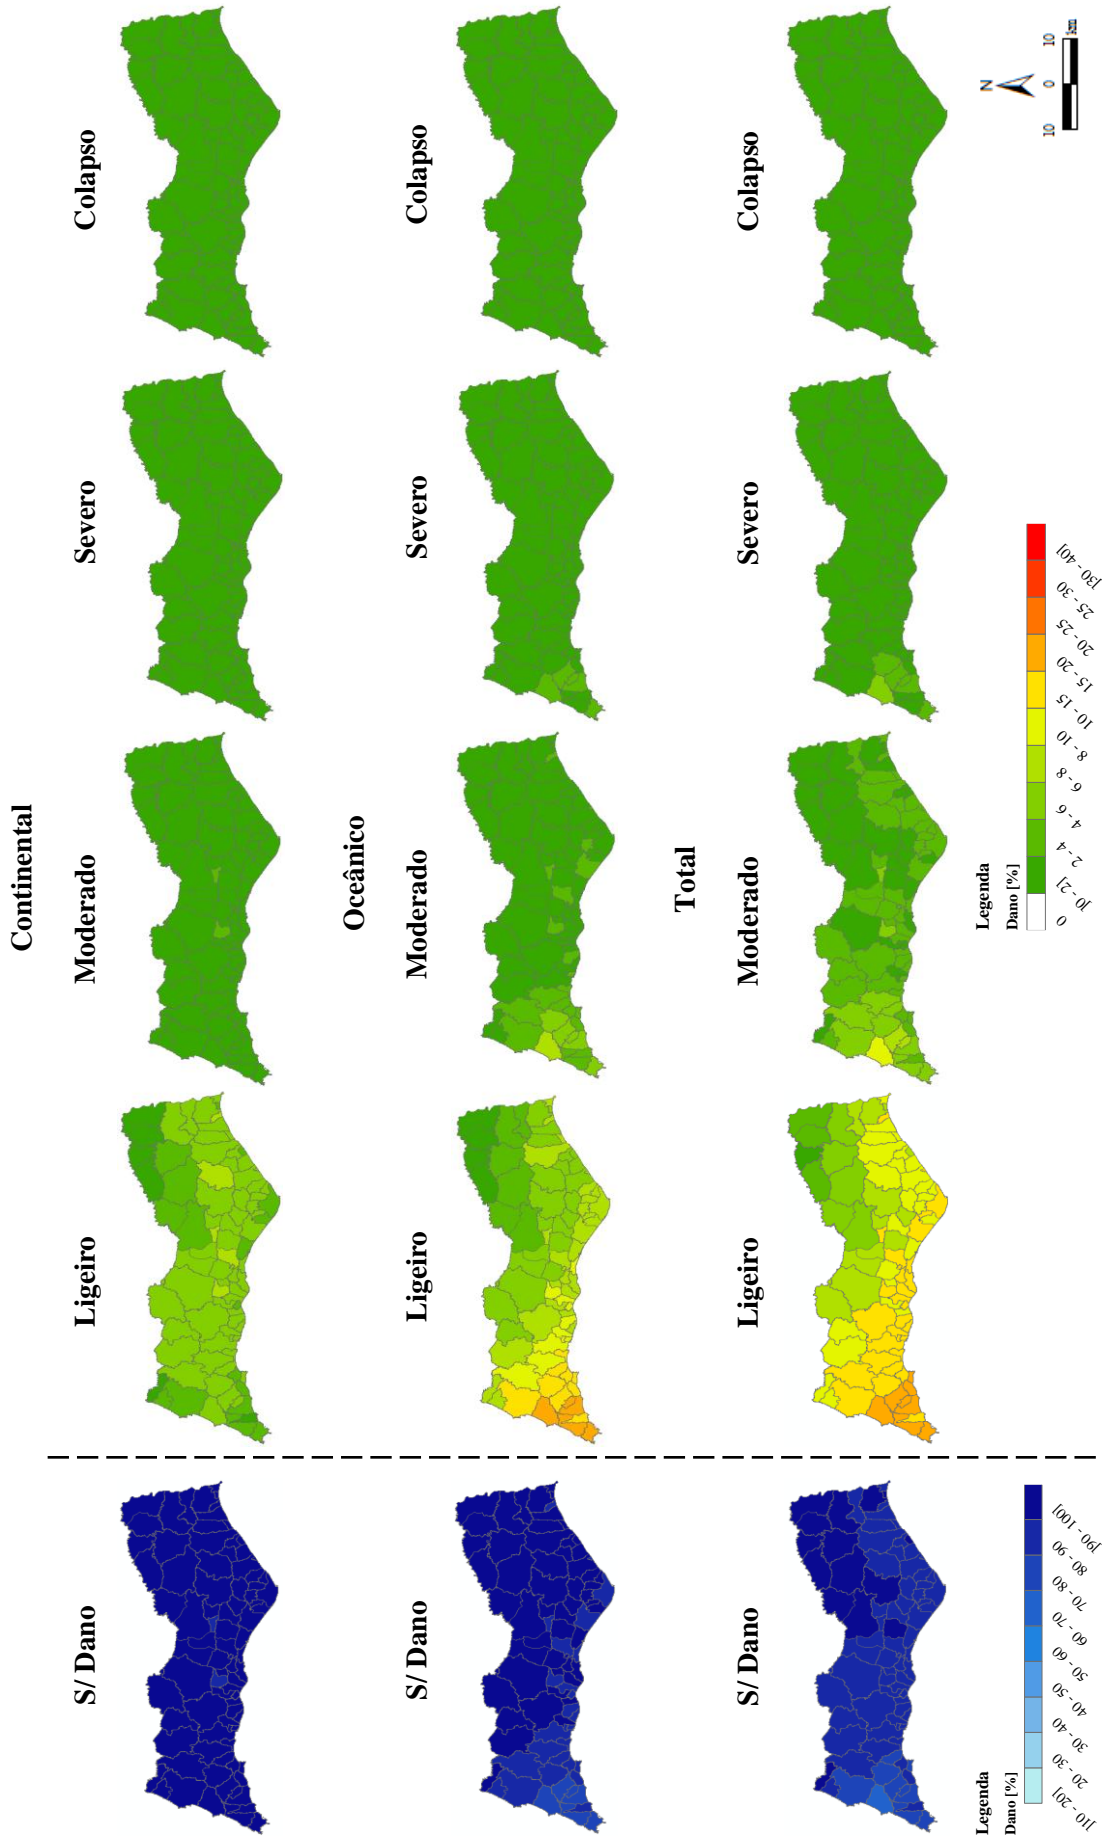 Continental
S/ Dano Ligeiro Moderado Severo Colapso
Oceânico
S/ Dano Ligeiro Moderado Severo Colapso
Total
S/ Dano Ligeiro Moderado Severo Colapso
Legenda
Dano [%]
[10 - 20] 20 - 30 30 - 40 40 - 50 50 - 60 60 - 70 70 - 80 80 - 90 ]90 - 100]
Legenda
Dano [%]
0 ]0 - 2] 2 - 4 4 - 6 6 - 8 8 - 10 10 - 15 15 - 20 20 - 25 25 - 30 ]30 - 40]
N
10 0 10
km